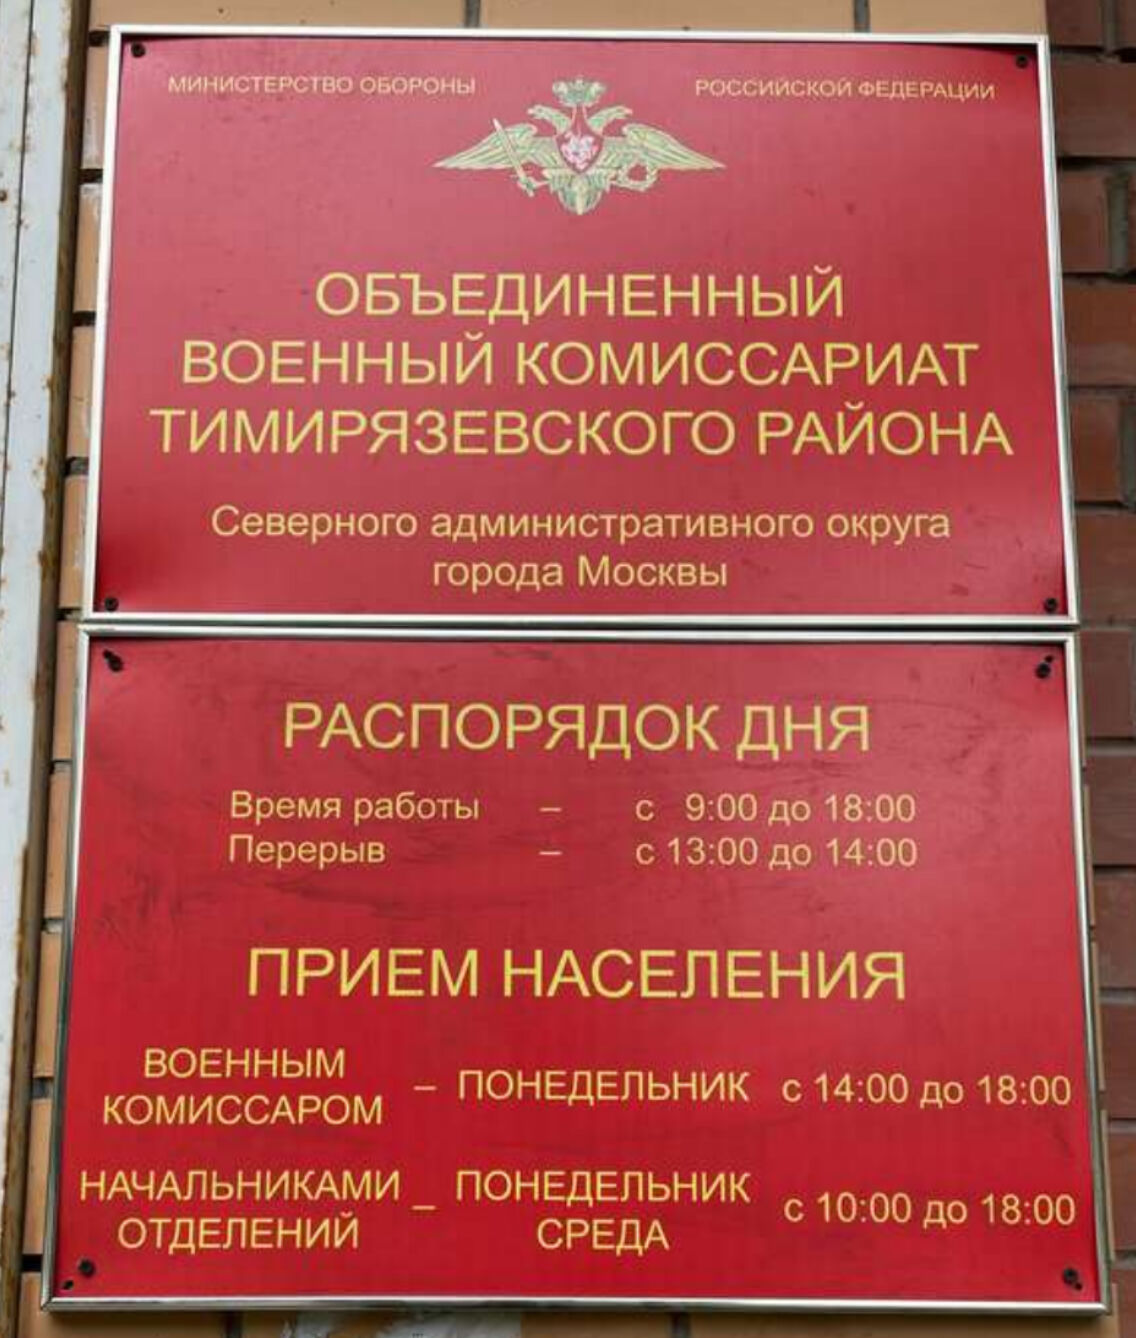 МИНИСТЕРСТВО ОБОРОНЫ РОССИЙСКОЙ ФЕДЕРАЦИИ
ОБЪЕДИНЕННЫЙ
ВОЕННЫЙ КОМИССАРИАТ
ТИМИРЯЗЕВСКОГО РАЙОНА
Северного административного округа
города Москвы
РАСПОРЯДОК ДНЯ
Время работы – с 9:00 до 18:00
Перерыв – с 13:00 до 14:00
ПРИЕМ НАСЕЛЕНИЯ
ВОЕННЫМ
КОМИССАРОМ – ПОНЕДЕЛЬНИК с 14:00 до 18:00
НАЧАЛЬНИКАМИ
ОТДЕЛЕНИЙ – ПОНЕДЕЛЬНИК
СРЕДА с 10:00 до 18:00